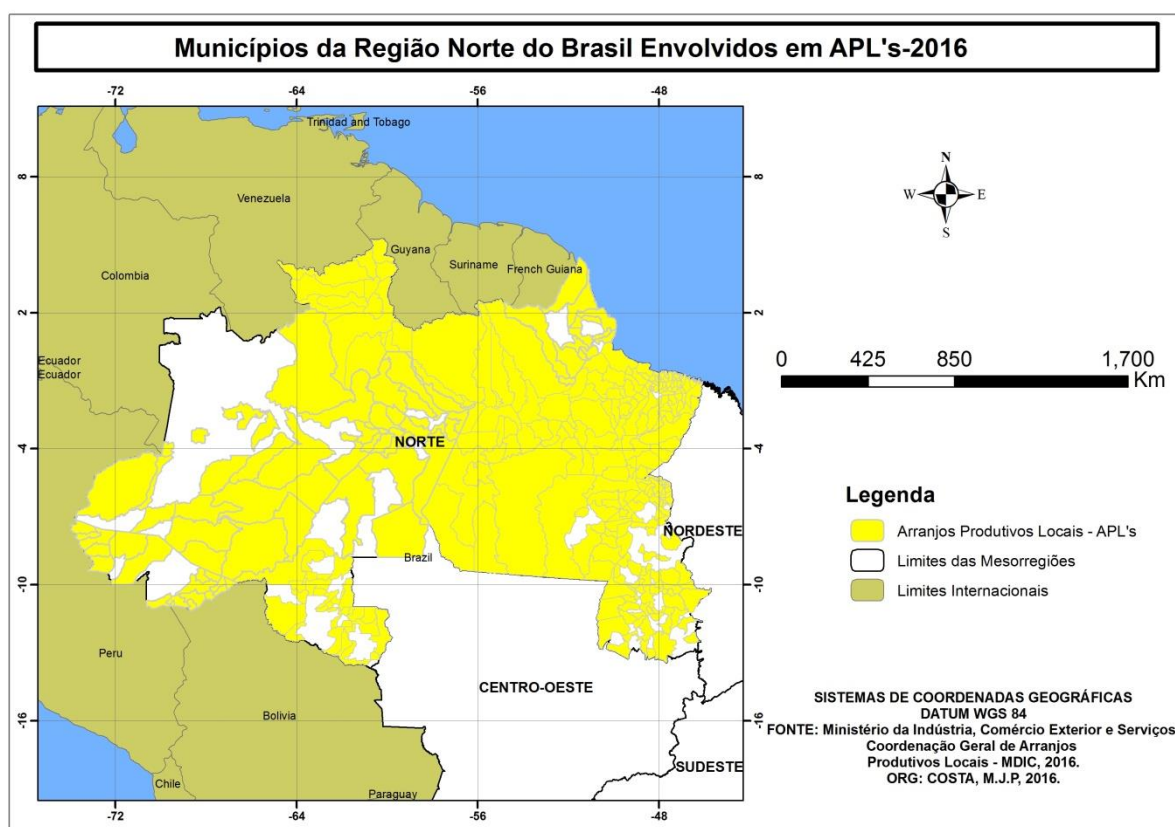 Municípios da Região Norte do Brasil Envolvidos em APL's-2016
-72
-64
-56
-48
Trinidad and Tobago
8
8
Venezuela
Guyana
Suriname
French Guiana
Colombia
2
2
Ecuador
Ecuador
NORTE
-4
-4
NORDESTE
Brazil
-10
-10
Peru
CENTRO-OESTE
Bolivia
-16
-16
SUDESTE
Chile
Paraguay
-72
-64
-56
-48
N
W
E
S
0 425 850 1,700
Km
Legenda
Arranjos Produtivos Locais - APL's
Limites das Mesorregiões
Limites Internacionais
SISTEMAS DE COORDENADAS GEOGRÁFICAS
DATUM WGS 84
FONTE: Ministério da Indústria, Comércio Exterior e Serviços
Coordenação Geral de Arranjos
Produtivos Locais - MDIC, 2016.
ORG: COSTA, M.J.P, 2016.